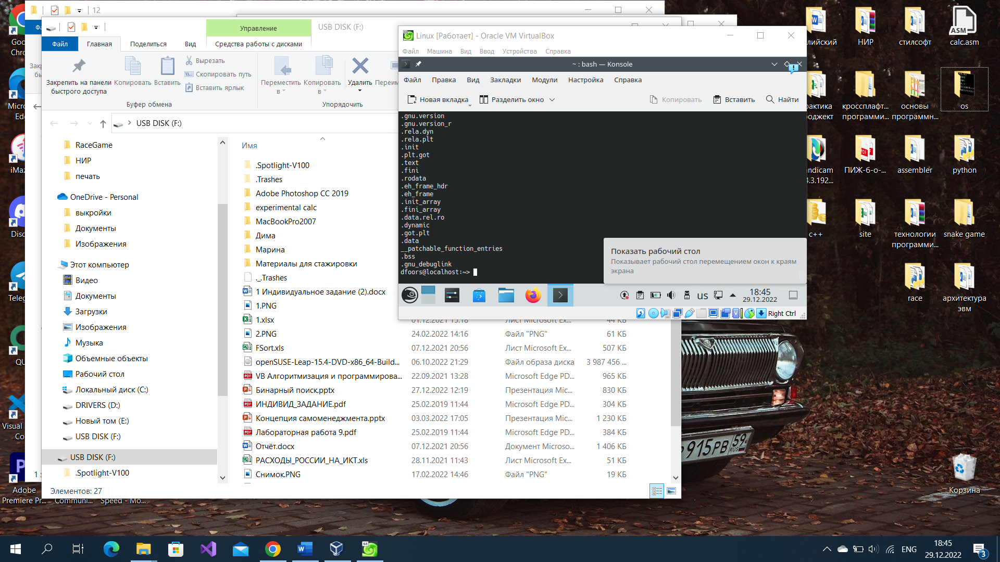 12
Управление
USB DISK (F:)
Файл
Главная
Поделиться
Вид
Средства работы с дисками
Закрепить на панели быстрого доступа
Копировать
Вставить
Вырезать
Скопировать путь
Вставить ярлык
Буфер обмена
Переместить в
Копировать в
Удалить
Переим
Упорядочить
USB DISK (F:)
RaceGame
НИР
печать
OneDrive - Personal
выкройки
Документы
Изображения
Этот компьютер
Видео
Документы
Загрузки
Изображения
Музыка
Объемные объекты
Рабочий стол
Локальный диск (C:)
DRIVERS (D:)
Новый том (E:)
USB DISK (F:)
USB DISK (F:)
.Spotlight-V100
Элементов: 27
Имя
.Spotlight-V100
.Trashes
Adobe Photoshop CC 2019
experimental calc
MacBookPro2007
Дима
Марина
Материалы для стажировки
._.Trashes
1 Индивидуальное задание (2).docx
1.PNG
1.xlsx 01.12.2021 15:18 Лист Microsoft Ex... 44 КБ
2.PNG 24.02.2022 14:16 Файл "PNG" 61 КБ
FSort.xls 07.12.2021 20:56 Лист Microsoft Ex... 507 КБ
openSUSE-Leap-15.4-DVD-x86_64-Build... 06.10.2022 21:29 Файл образа диска 3 987 456 ...
VB Алгоритмизация и программирова... 22.09.2021 13:28 Microsoft Edge PD... 965 КБ
Бинарный поиск.pptx 27.12.2022 12:19 Презентация Mic... 830 КБ
ИНДИВИД_ЗАДАНИЕ.pdf 25.02.2019 11:44 Microsoft Edge PD... 304 КБ
Концепция самоменеджмента.pptx 03.03.2022 17:05 Презентация Mic... 1 230 КБ
Лабораторная работа 9.pdf 25.02.2019 11:44 Microsoft Edge PD... 384 КБ
Отчёт.docx 07.12.2021 20:56 Документ Microso... 1 406 КБ
РАСХОДЫ_РОССИИ_НА_ИКТ.xls 28.11.2021 11:43 Лист Microsoft Ex... 51 КБ
Снимок.PNG 17.02.2022 14:46 Файл "PNG" 19 КБ
Linux [Работает] - Oracle VM VirtualBox
Файл Машина Вид Ввод Устройства Справка
~ : bash — Konsole
Файл Правка Вид Закладки Модули Настройка Справка
Новая вкладка Разделить окно Копировать Вставить Найти
.gnu.version
.gnu.version_r
.rela.dyn
.rela.plt
.init
.plt.got
.text
.fini
.rodata
.eh_frame_hdr
.eh_frame
.init_array
.fini_array
.data.rel.ro
.dynamic
.got.plt
.data
__patchable_function_entries
.bss
.gnu_debuglink
dfoors@localhost:~>
Показать рабочий стол
Показывает рабочий стол перемещением окон к краям
экрана
us
18:45
29.12.2022
Right Ctrl
лийский
НИР
стилсофт
ASM
calc.asm
рактика
оджект
кроссплафт...
программи...
основы
программн...
os
ndicam
4.3.192...
ПИЖ-6-о-...
assembler
python
c++
site
технологии
программи...
snake game
race
архитектура
эвм
Корзина
915РВ
59
RUS
Goo
Chro
Micro
Ed
iMaz
Disc
Teleg
QU
Visual
Co
Adobe
Premiere Pr...
Communi...
Speed - Mo...
ENG
18:45
29.12.2022
3